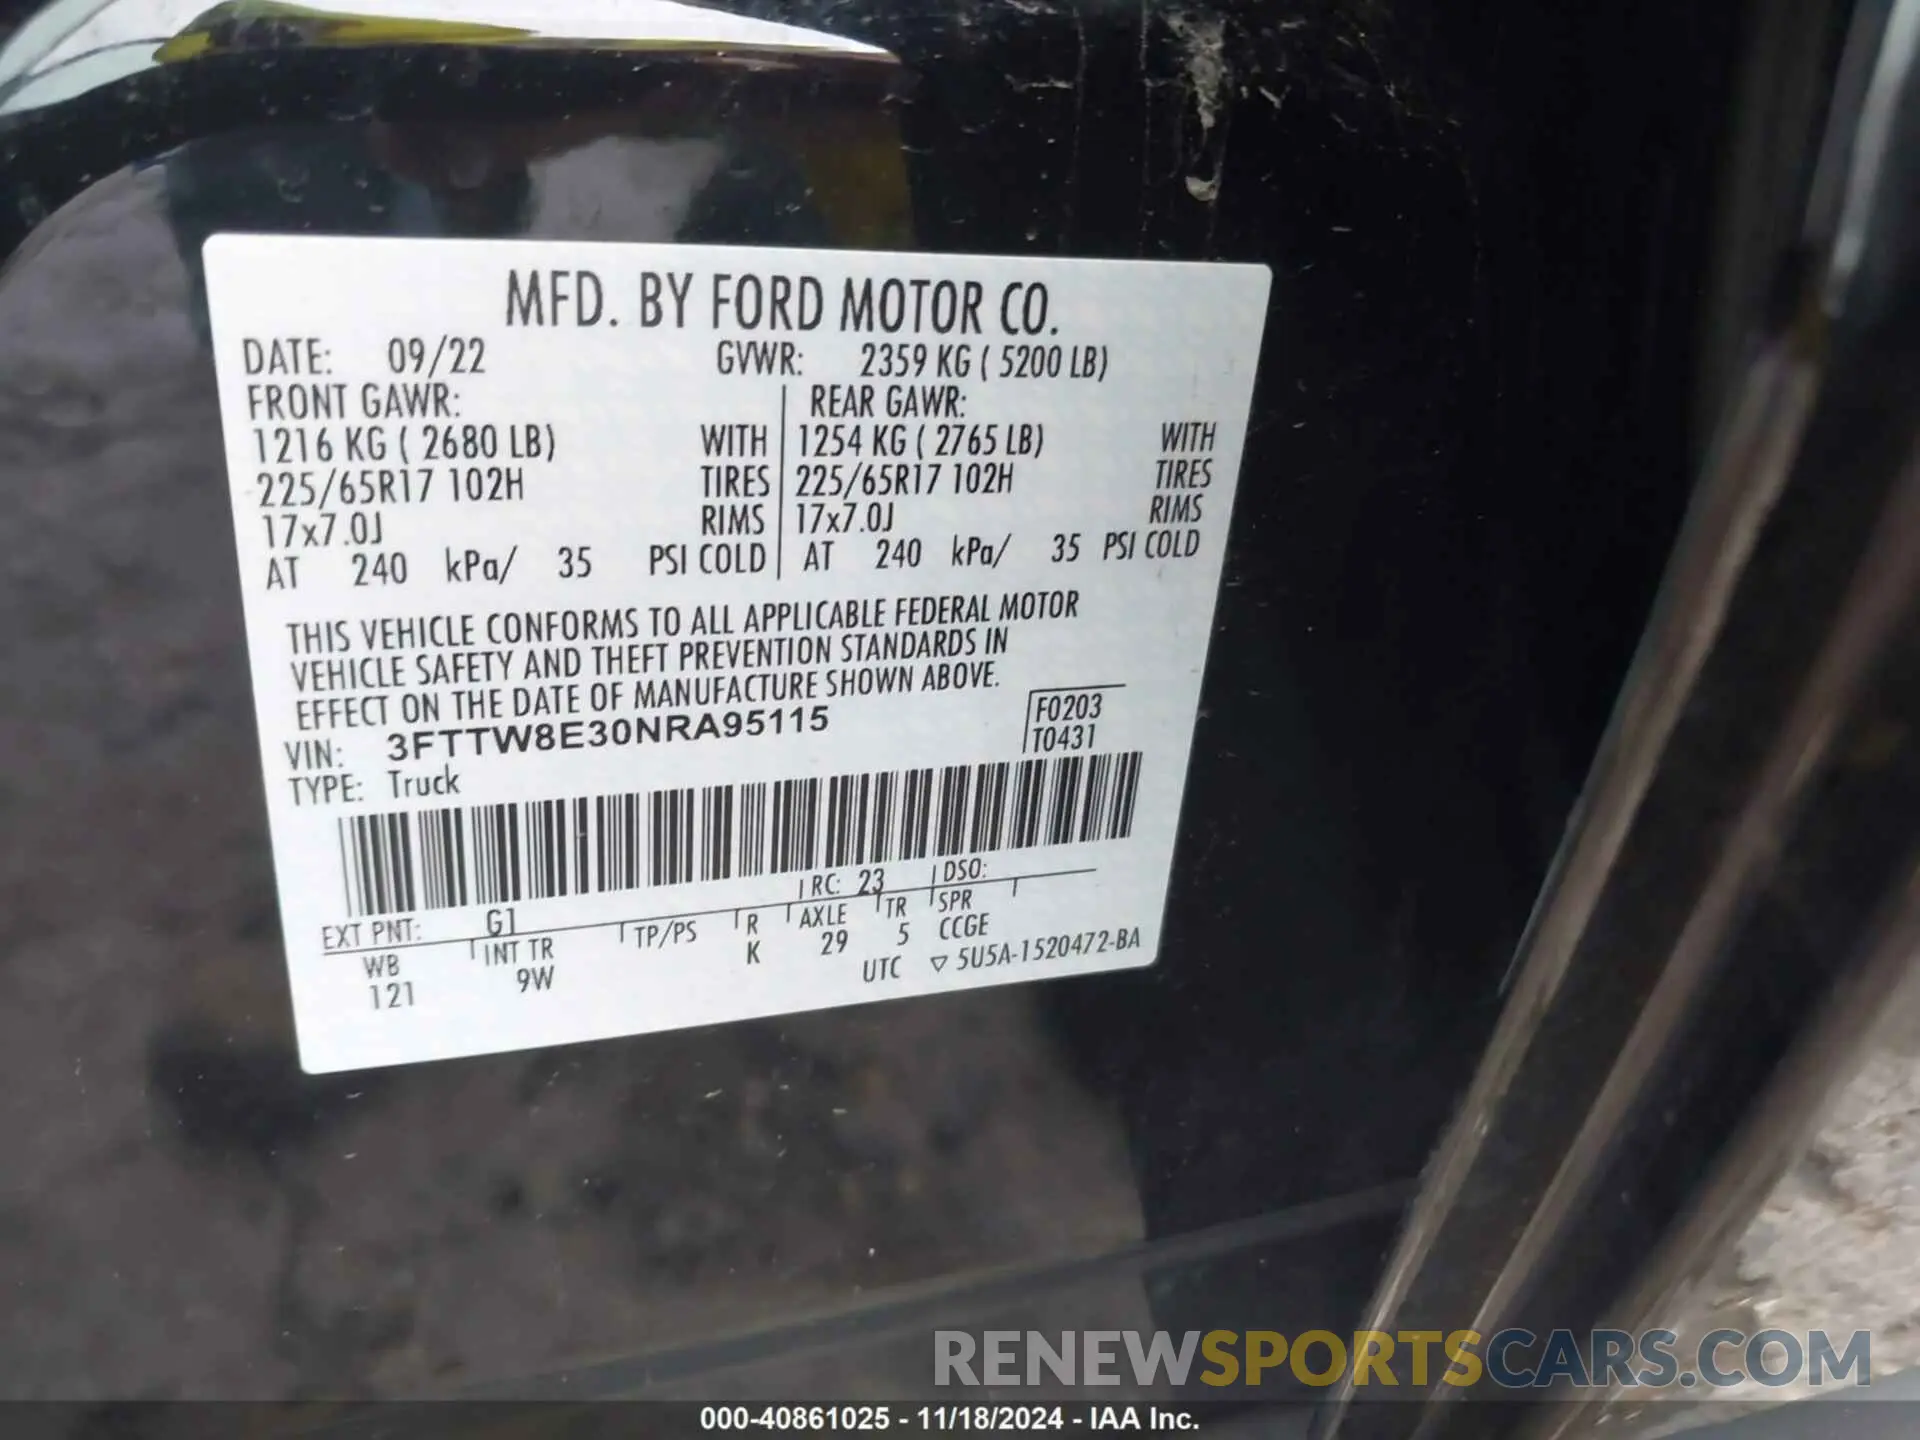 MFD. BY FORD MOTOR CO.
DATE: 09/22 GVWR: 2359 KG ( 5200 LB)
FRONT GAWR: REAR GAWR:
1216 KG ( 2680 LB) WITH 1254 KG ( 2765 LB) WITH
225/65R17 102H TIRES 225/65R17 102H TIRES
17x7.0J RIMS 17x7.0J RIMS
AT 240 kPa/ 35 PSI COLD AT 240 kPa/ 35 PSI COLD
THIS VEHICLE CONFORMS TO ALL APPLICABLE FEDERAL MOTOR
VEHICLE SAFETY AND THEFT PREVENTION STANDARDS IN
EFFECT ON THE DATE OF MANUFACTURE SHOWN ABOVE.
VIN: 3FTTW8E30NRA95115 F0203
TYPE: Truck T0431
EXT PNT: G1 RC: 23 DSO:
WB INT TR TP/PS R AXLE TR SPR
121 9W K 29 5 CCGE
UTC ▽ 5U5A-1520472-BA
RENEWSPORTSCARS.COM
000-40861025 - 11/18/2024 - IAA Inc.